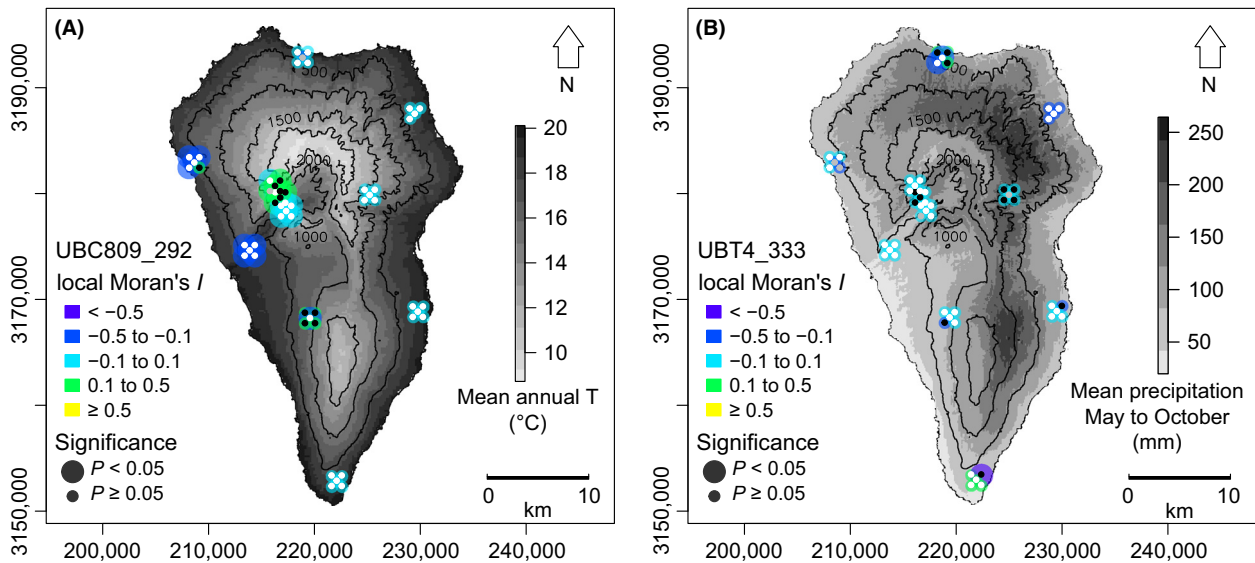 (A)
N
3190,000
3170,000
3150,000
500
1500
2000
1000
UBC809_292
local Moran's I
< −0.5
−0.5 to −0.1
−0.1 to 0.1
0.1 to 0.5
≥ 0.5
Significance
P < 0.05
P ≥ 0.05
20
18
16
14
12
10
Mean annual T
(°C)
0 10
km
200,000 210,000 220,000 230,000 240,000
(B)
N
3190,000
3170,000
3150,000
1500
2000
1000
UBT4_333
local Moran's I
< −0.5
−0.5 to −0.1
−0.1 to 0.1
0.1 to 0.5
≥ 0.5
Significance
P < 0.05
P ≥ 0.05
250
200
150
100
50
Mean precipitation
May to October
(mm)
0 10
km
200,000 210,000 220,000 230,000 240,000